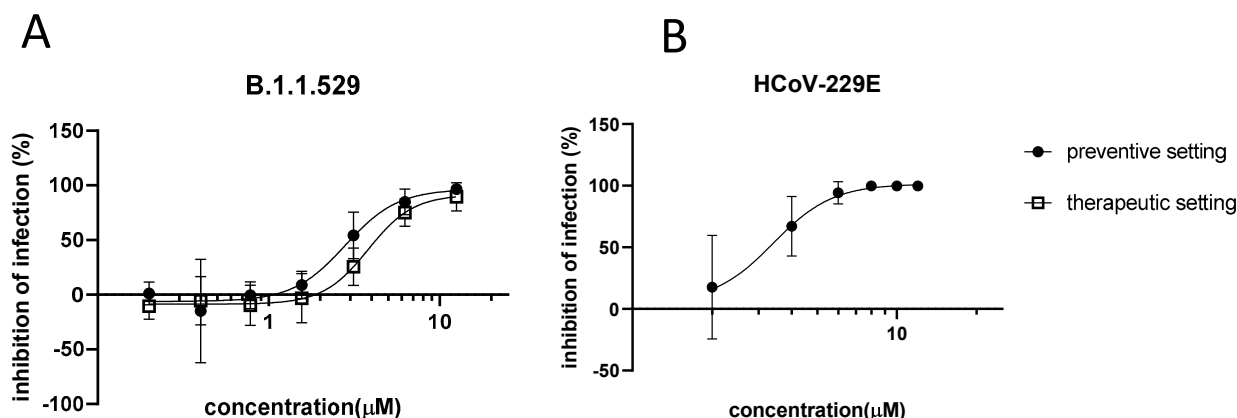 A
B
B.1.1.529
HCoV-229E
inhibition of infection (%)
150
100
50
0
-50
-100
1
10
concentration(μM)
inhibition of infection (%)
150
100
50
0
-50
10
concentration(μM)
preventive setting
therapeutic setting